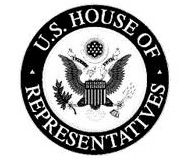 U.S. HOUSE OF
REPRESENTATIVES